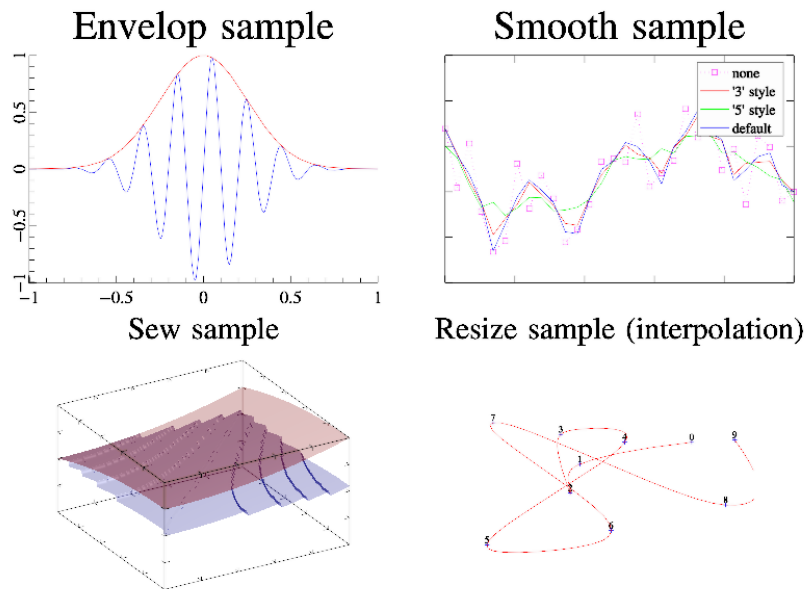 Envelop sample
Smooth sample
1
0.5
0
−0.5
−1
−1
−0.5
0
0.5
1
none
'3' style
'5' style
default
Sew sample
Resize sample (interpolation)
7
3
4
0
9
1
8
6
5